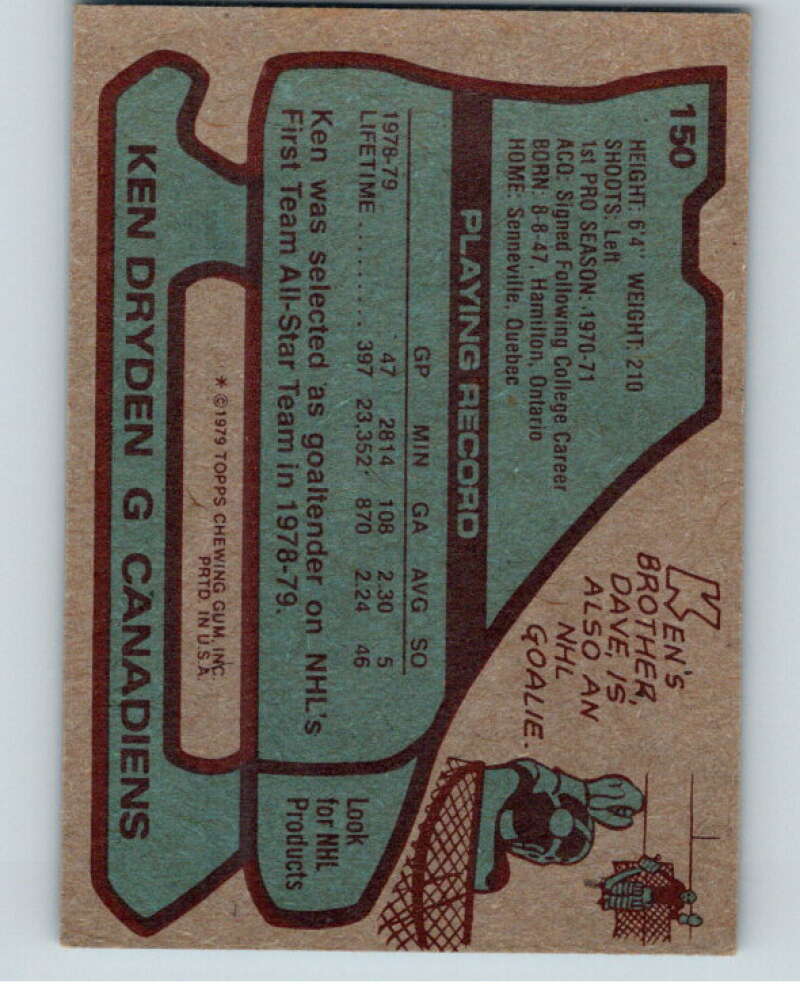 150
HEIGHT: 6'4" WEIGHT: 210
SHOOTS: Left
1st PRO SEASON: 1970-71
ACQ: Signed Following College Career
BORN: 8-8-47, Hamilton, Ontario
HOME: Senneville, Quebec
KEN'S
BROTHER,
DAVE, IS,
ALSO AN
NHL
GOALIE.
PLAYING RECORD
GP MIN GA AVG SO
1978-79 47 2814 108 2.30 5
LIFETIME.......... 397 23.352 870 2.24 46
Ken was selected as goaltender on NHL's
First Team All-Star Team in 1978-79.
Look
for NHL
Products
* ©1979 TOPPS CHEWING GUM, INC.
PRTD. IN U.S.A.
KEN DRYDEN G CANADIENS